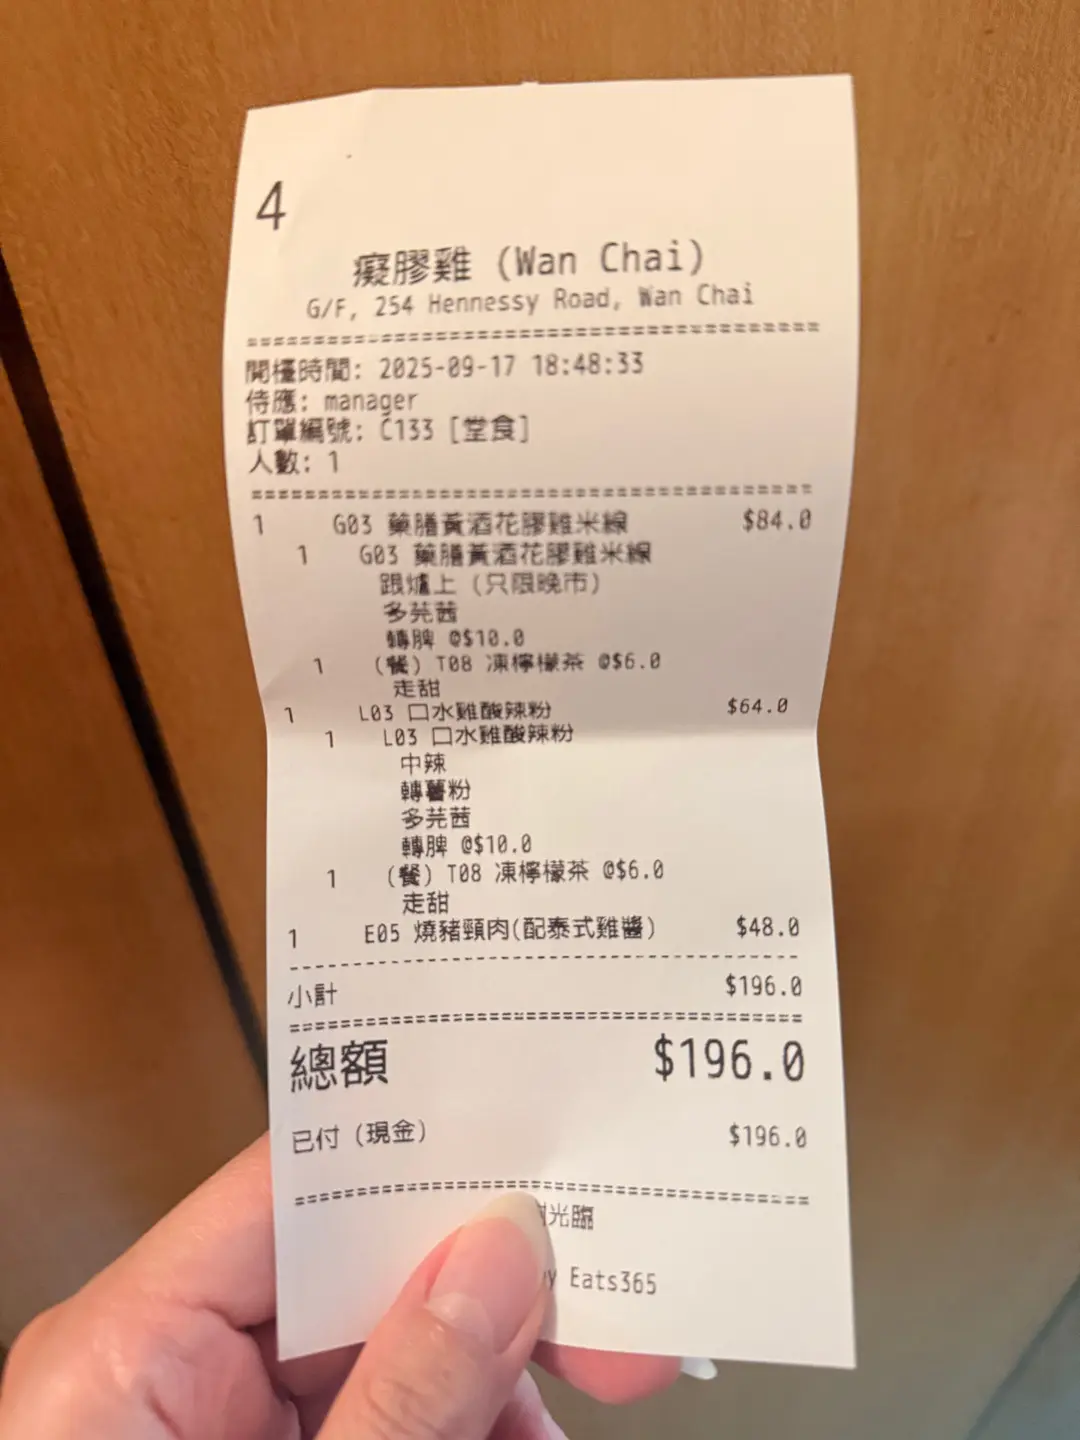 4
癡膠雞 (Wan Chai)
G/F, 254 Hennessy Road, Wan Chai
開檯時間: 2025-09-17 18:48:33
侍應: manager
訂單編號: C133 [堂食]
人數: 1
1 G03 藥膳黃酒花膠雞米線 $84.0
1 G03 藥膳黃酒花膠雞米線
跟爐上 (只限晚市)
多芫茜
轉脾 @$10.0
1 (餐) T08 凍檸檬茶 @$6.0
走甜
1 L03 口水雞酸辣粉 $64.0
1 L03 口水雞酸辣粉
中辣
轉薯粉
多芫茜
轉脾 @$10.0
1 (餐) T08 凍檸檬茶 @$6.0
走甜
1 E05 燒豬頸肉(配泰式雞醬) $48.0
小計 $196.0
總額 $196.0
已付 (現金) $196.0
光臨
Eats365